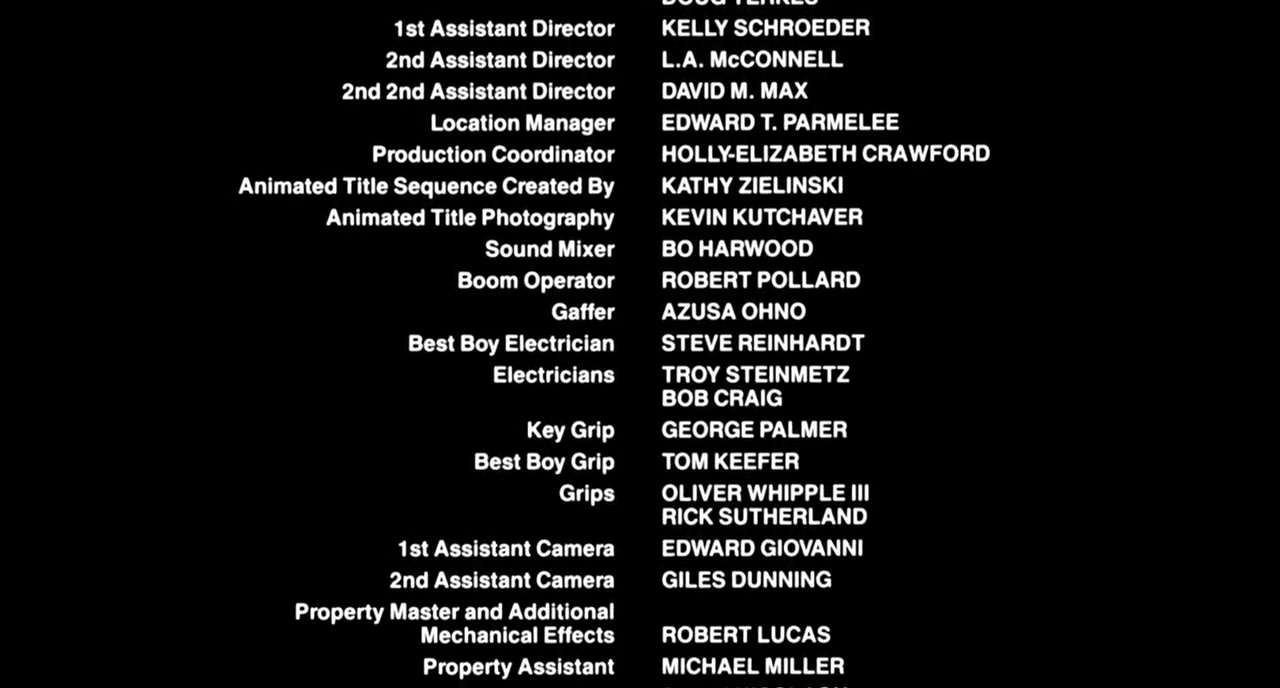 1st Assistant Director KELLY SCHROEDER
2nd Assistant Director L.A. McCONNELL
2nd 2nd Assistant Director DAVID M. MAX
Location Manager EDWARD T. PARMELEE
Production Coordinator HOLLY-ELIZABETH CRAWFORD
Animated Title Sequence Created By KATHY ZIELINSKI
Animated Title Photography KEVIN KUTCHAVER
Sound Mixer BO HARWOOD
Boom Operator ROBERT POLLARD
Gaffer AZUSA OHNO
Best Boy Electrician STEVE REINHARDT
Electricians TROY STEINMETZ
BOB CRAIG
Key Grip GEORGE PALMER
Best Boy Grip TOM KEEFER
Grips OLIVER WHIPPLE III
RICK SUTHERLAND
1st Assistant Camera EDWARD GIOVANNI
2nd Assistant Camera GILES DUNNING
Property Master and Additional
Mechanical Effects ROBERT LUCAS
Property Assistant MICHAEL MILLER